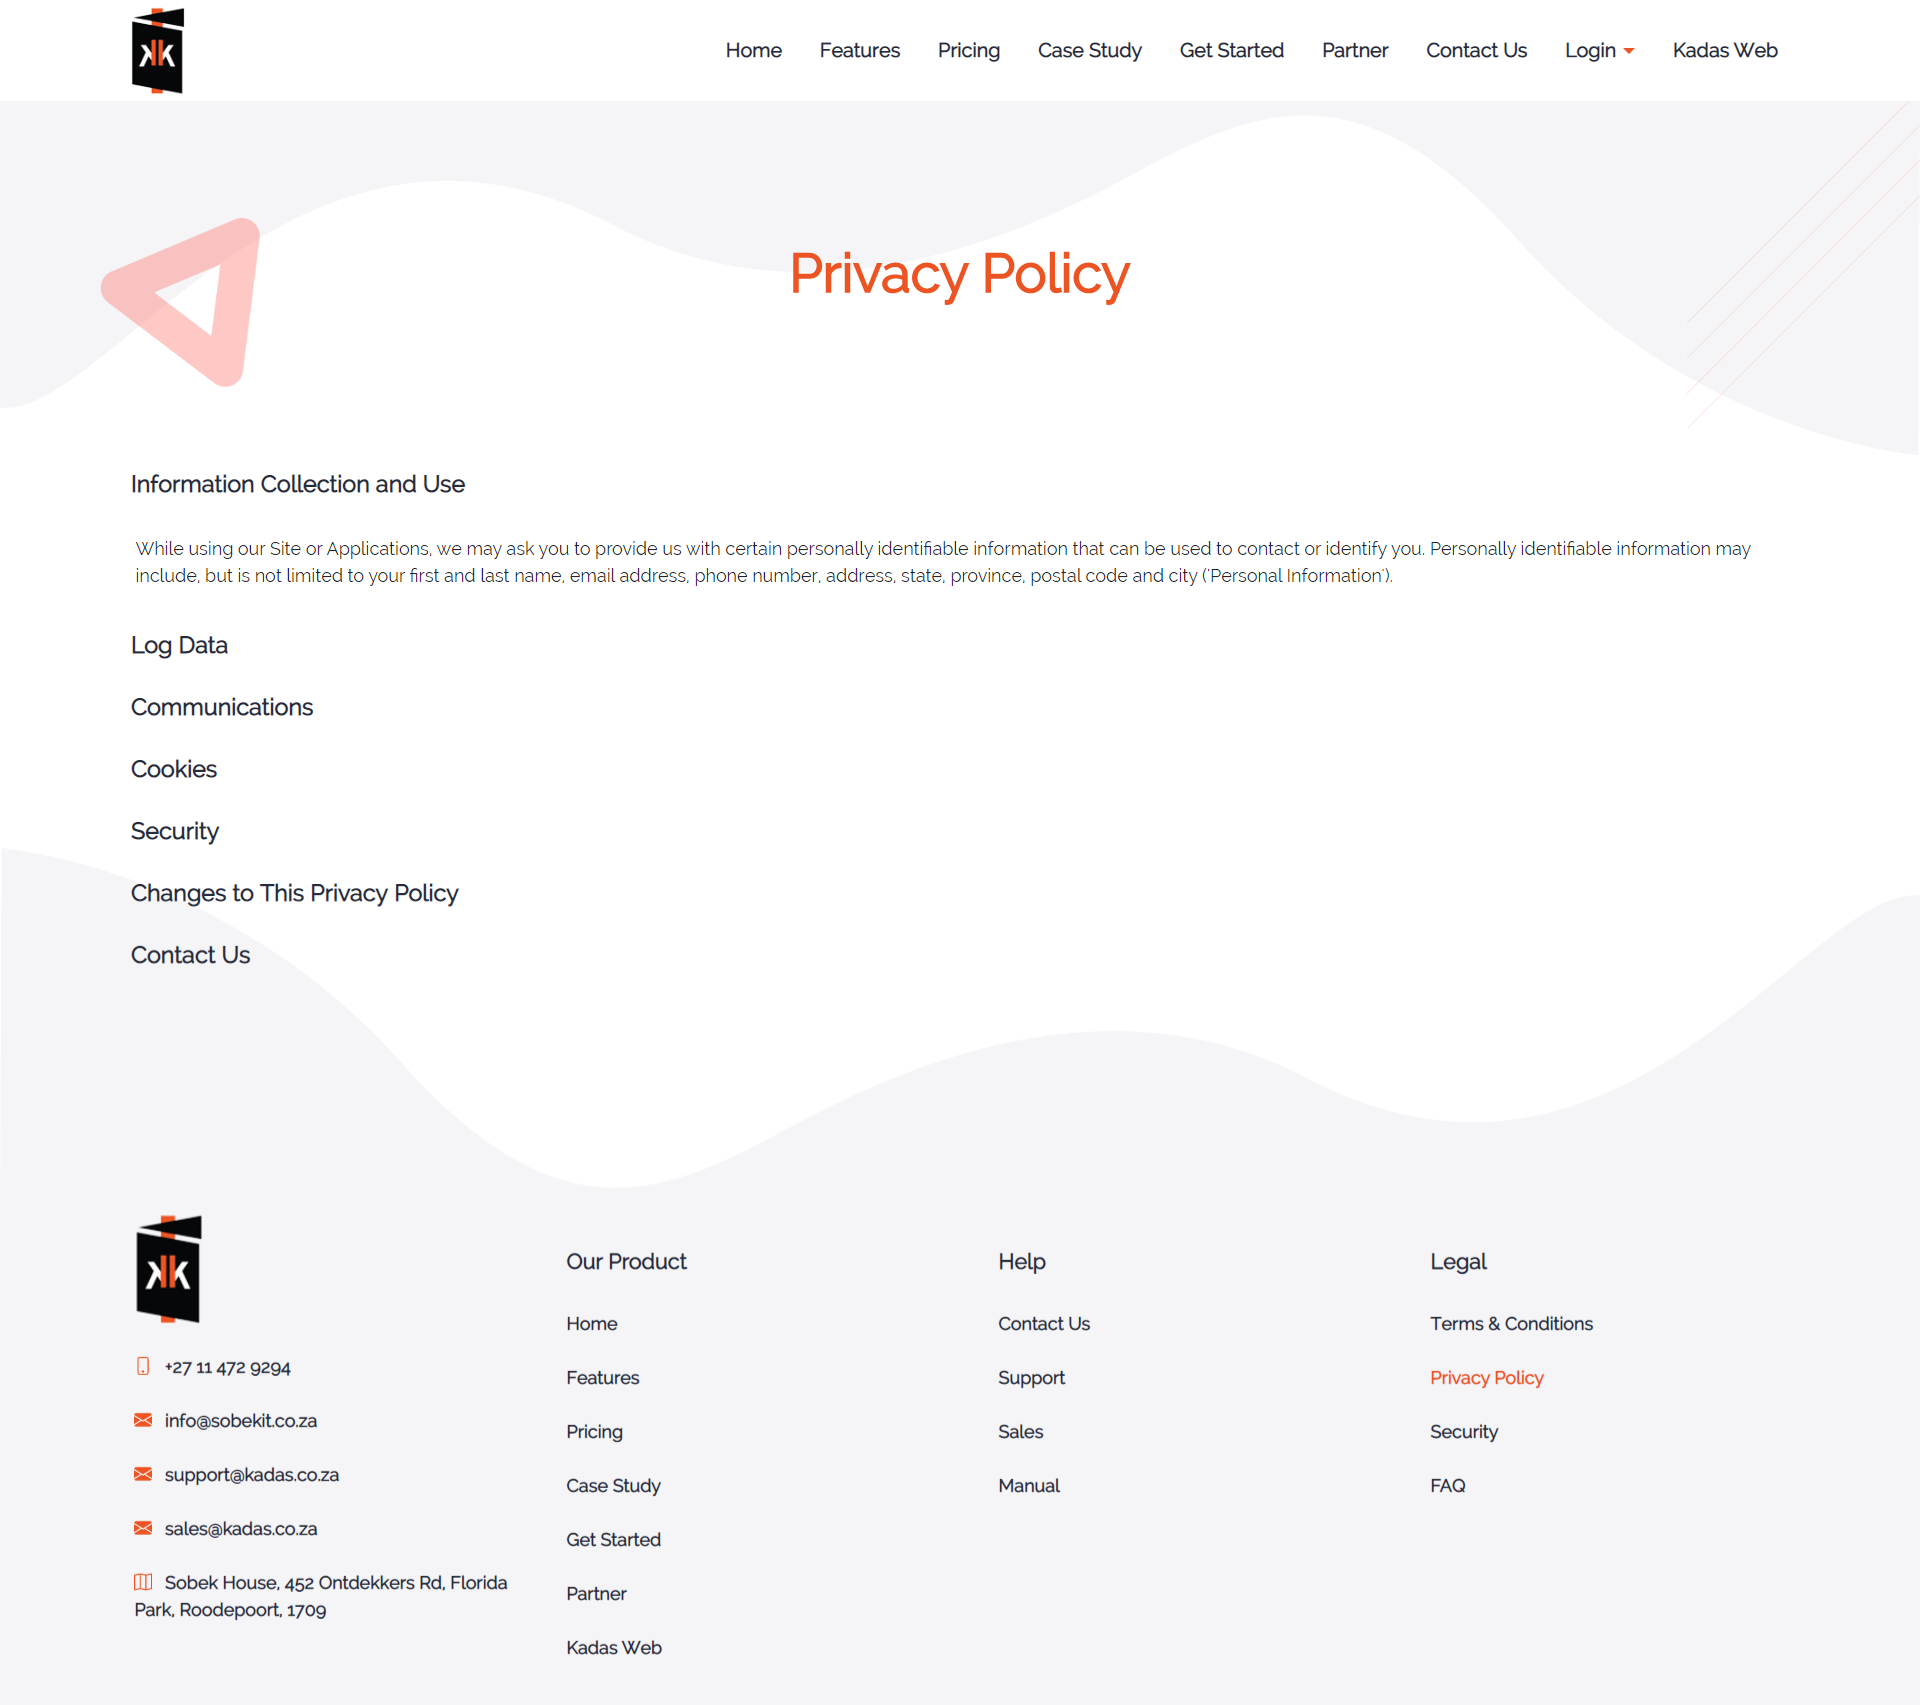 KK
Home Features Pricing Case Study Get Started Partner Contact Us Login Kadas Web
Privacy Policy
Information Collection and Use
While using our Site or Applications, we may ask you to provide us with certain personally identifiable information that can be used to contact or identify you. Personally identifiable information may
include, but is not limited to your first and last name, email address, phone number, address, state, province, postal code and city ('Personal Information').
Log Data
Communications
Cookies
Security
Changes to This Privacy Policy
Contact Us
KK
+27 11 472 9294
info@sobekit.co.za
support@kadas.co.za
sales@kadas.co.za
Sobek House, 452 Ontdekkers Rd, Florida
Park, Roodepoort, 1709
Our Product
Home
Features
Pricing
Case Study
Get Started
Partner
Kadas Web
Help
Contact Us
Support
Sales
Manual
Legal
Terms & Conditions
Privacy Policy
Security
FAQ